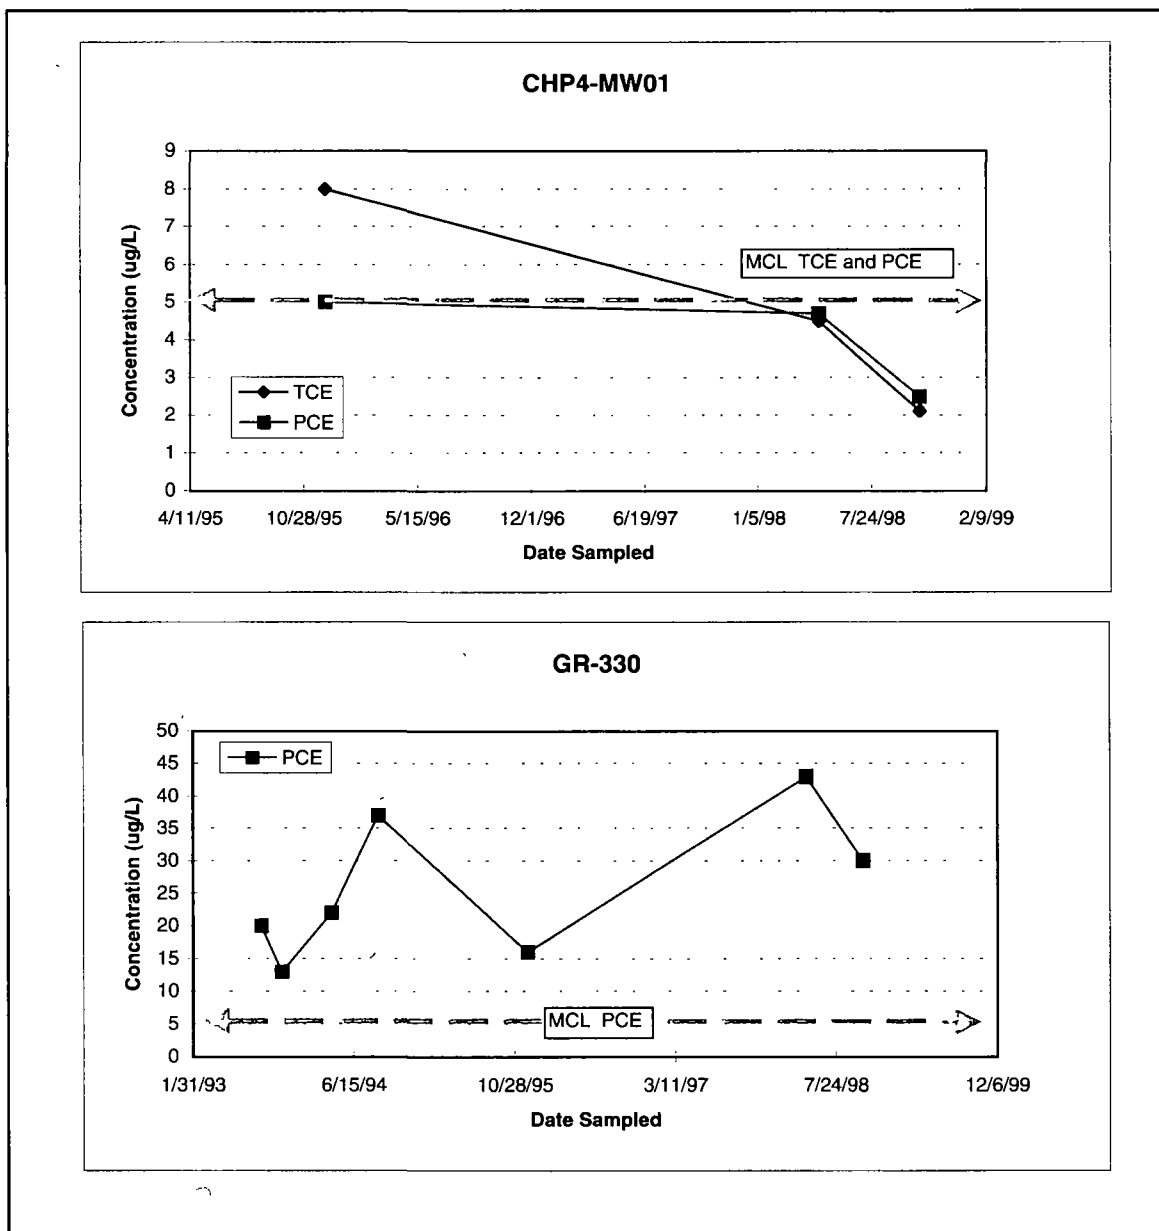 CHP4-MW01
9
8
7
6
5
4
3
2
1
0
Concentration (ug/L)
MCL TCE and PCE
TCE
PCE
4/11/95 10/28/95 5/15/96 12/1/96 6/19/97 1/5/98 7/24/98 2/9/99
Date Sampled
GR-330
50
45
40
35
30
25
20
15
10
5
0
Concentration (ug/L)
PCE
MCL PCE
1/31/93 6/15/94 10/28/95 3/11/97 7/24/98 12/6/99
Date Sampled